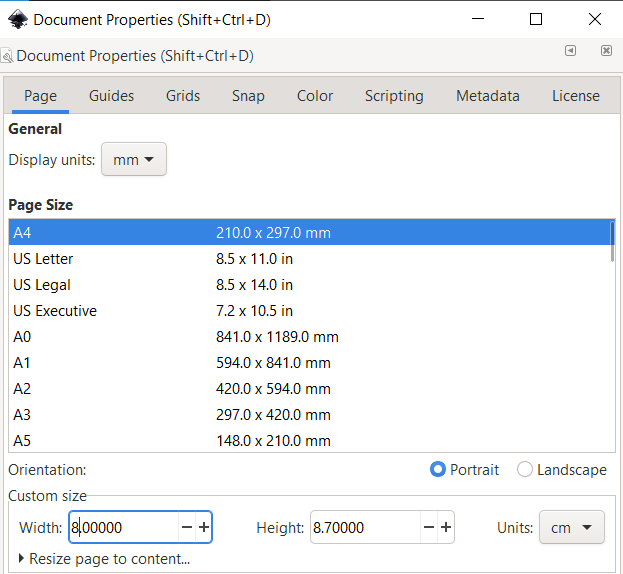 Document Properties (Shift+Ctrl+D)
Document Properties (Shift+Ctrl+D)
Page Guides Grids Snap Color Scripting Metadata License
General
Display units: mm
Page Size
A4 210.0 x 297.0 mm
US Letter 8.5 x 11.0 in
US Legal 8.5 x 14.0 in
US Executive 7.2 x 10.5 in
A0 841.0 x 1189.0 mm
A1 594.0 x 841.0 mm
A2 420.0 x 594.0 mm
A3 297.0 x 420.0 mm
A5 148.0 x 210.0 mm
Orientation: Portrait Landscape
Custom size
Width: 8.00000 Height: 8.70000 Units: cm
Resize page to content...